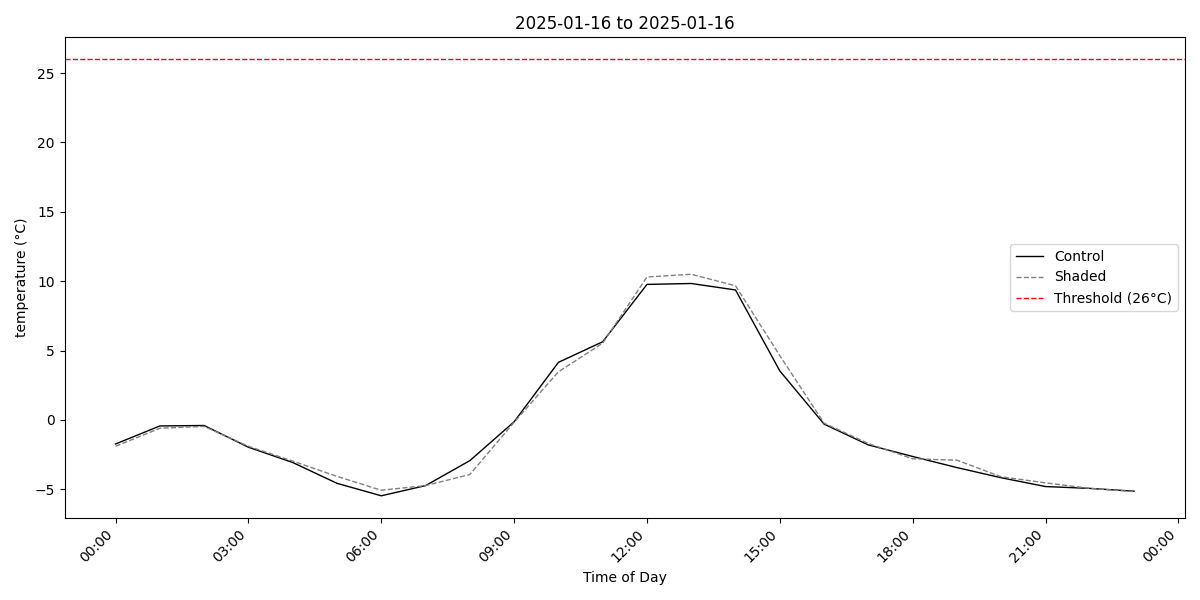 2025-01-16 to 2025-01-16
25
20
15
10
5
0
−5
temperature (°C)
Control
Shaded
Threshold (26°C)
00:00
03:00
06:00
09:00
12:00
15:00
18:00
21:00
00:00
Time of Day